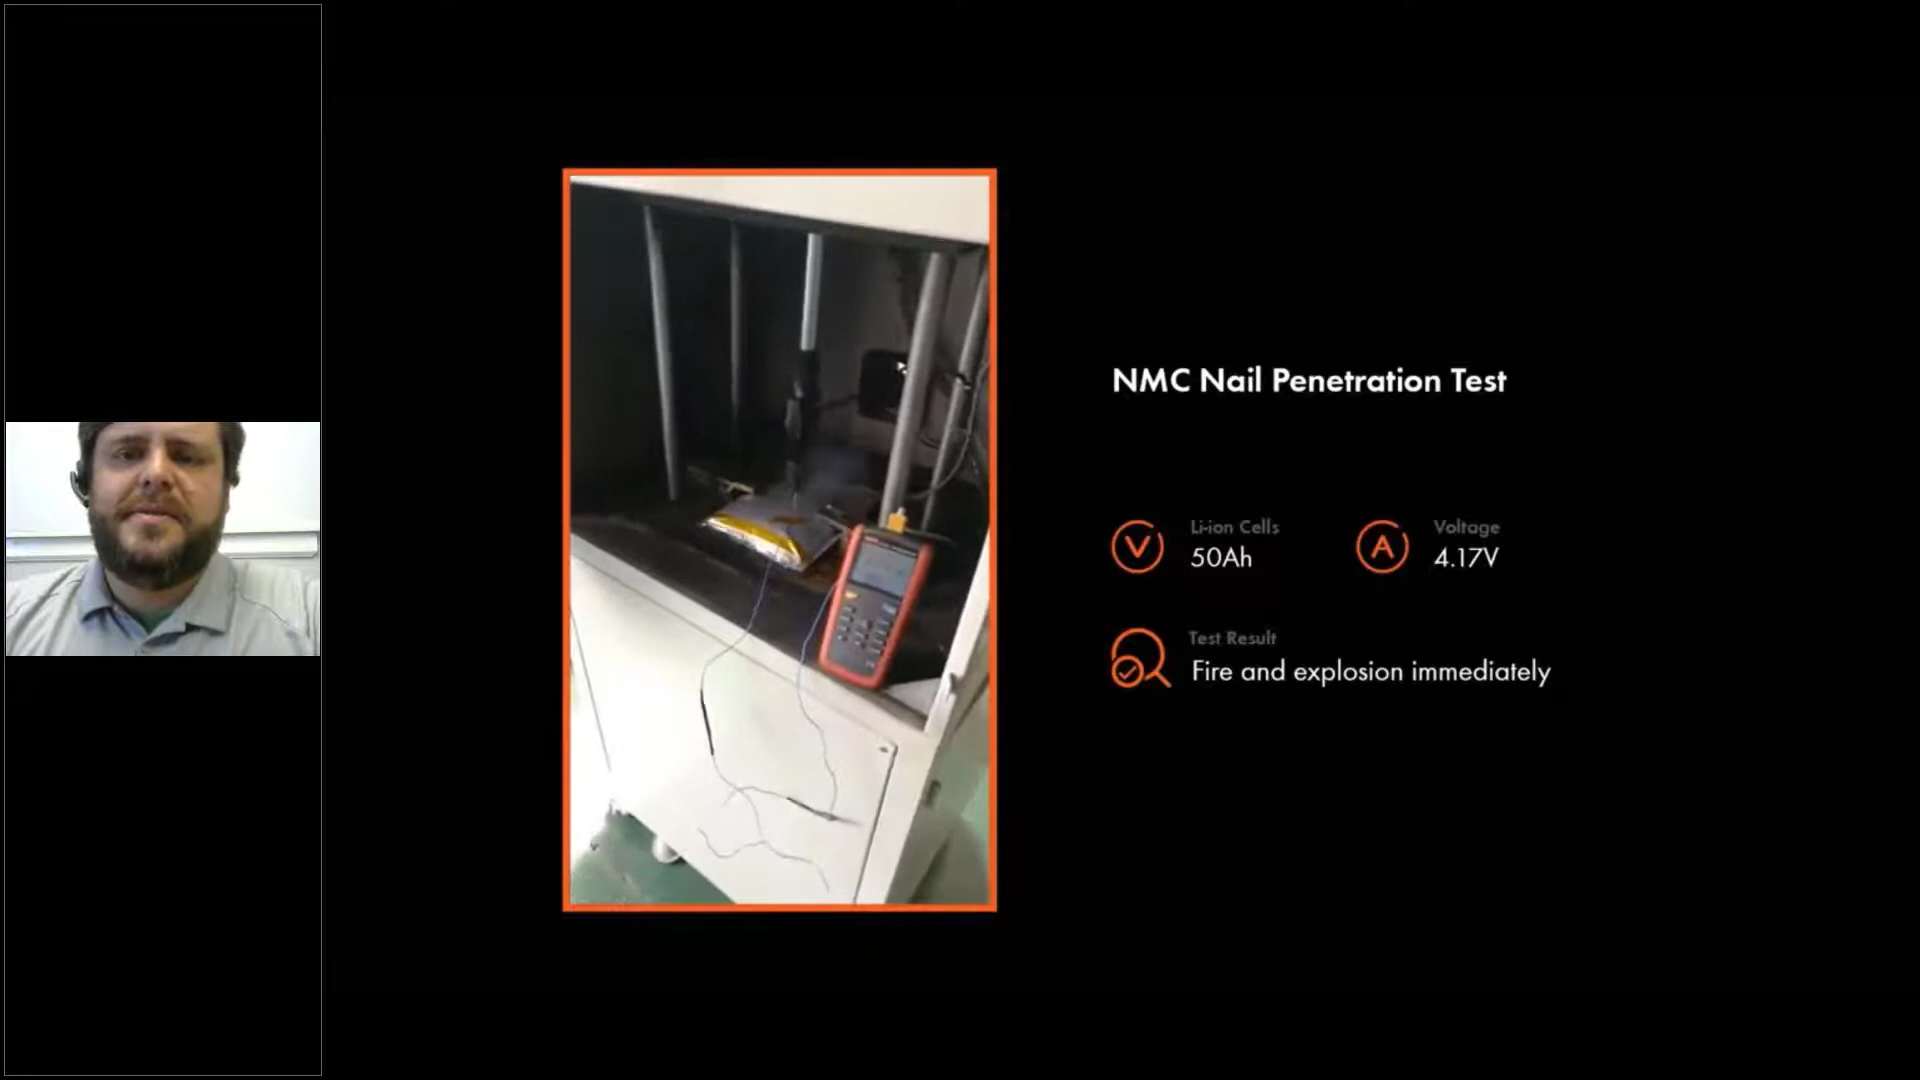 NMC Nail Penetration Test
V
Li-ion Cells
50Ah
A
Voltage
4.17V
Test Result
Fire and explosion immediately